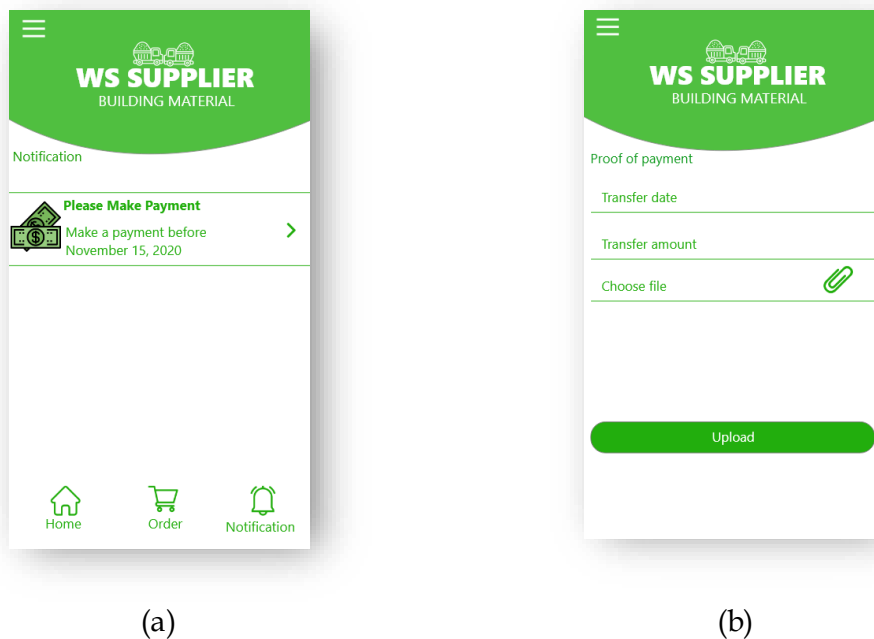 WS SUPPLIER
BUILDING MATERIAL
Notification
Please Make Payment
Make a payment before
November 15, 2020
Home
Order
Notification
(a)
WS SUPPLIER
BUILDING MATERIAL
Proof of payment
Transfer date
Transfer amount
Choose file
Upload
(b)